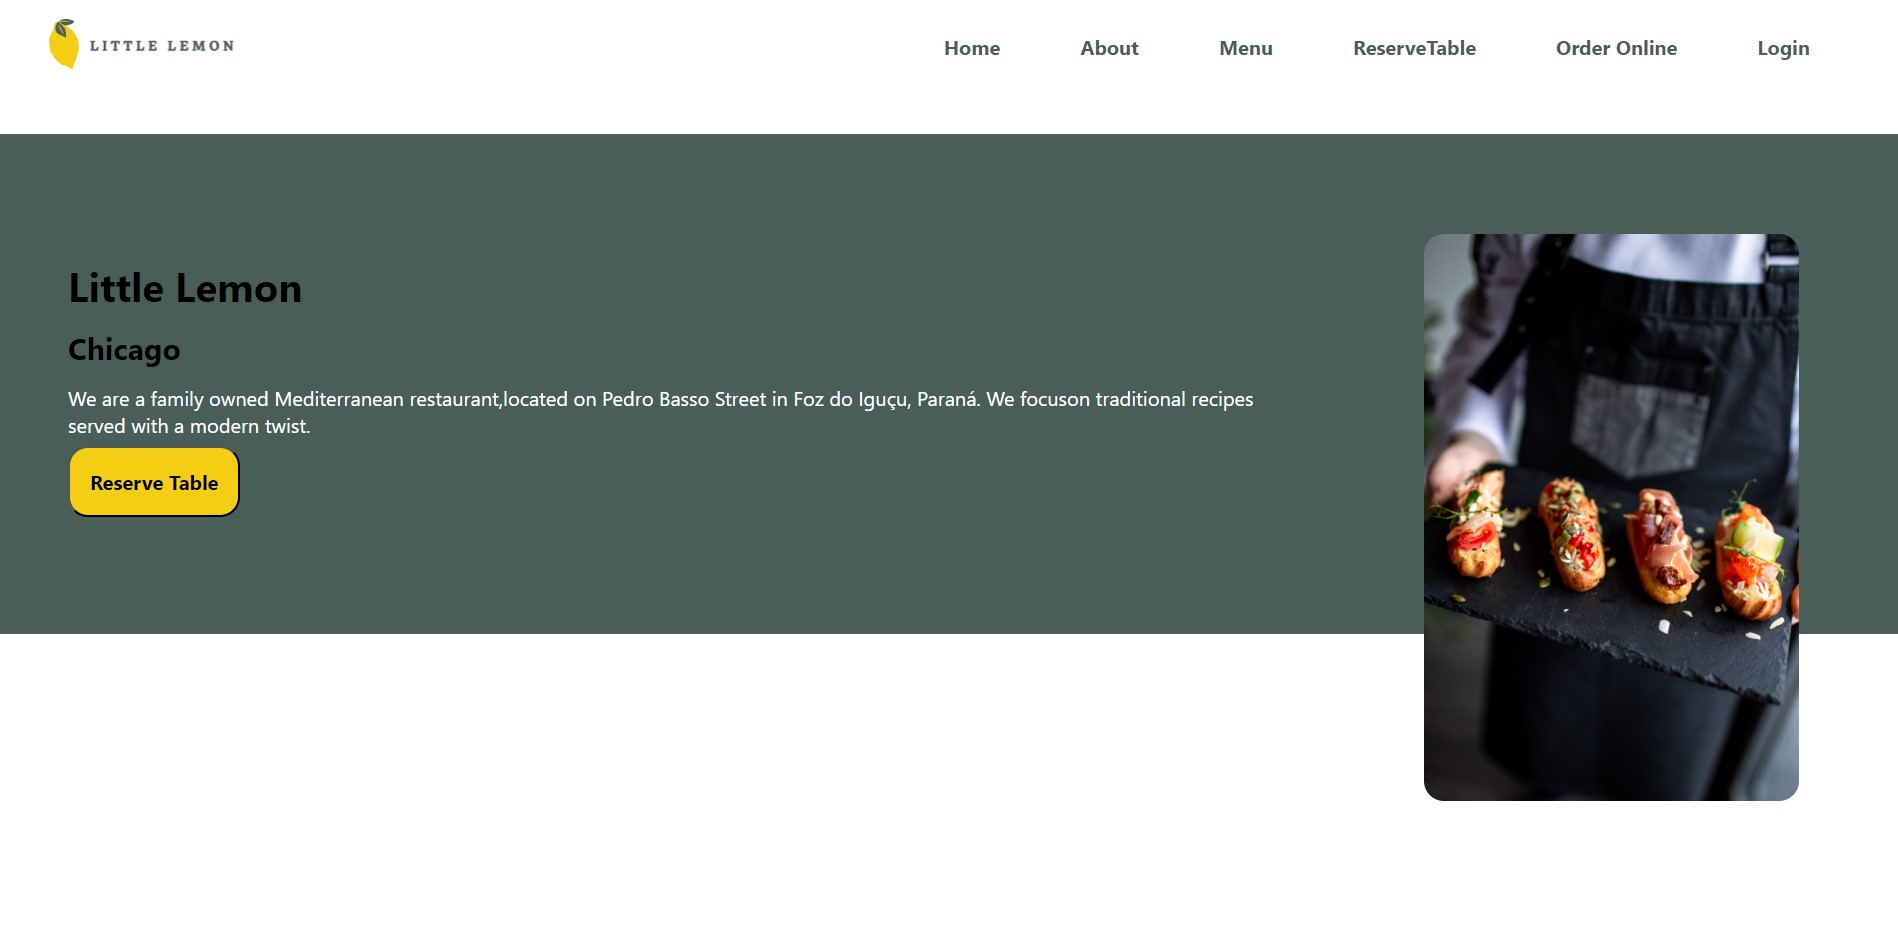 LITTLE LEMON
Home About Menu ReserveTable Order Online Login
Little Lemon
Chicago
We are a family owned Mediterranean restaurant,located on Pedro Basso Street in Foz do Iguçu, Paraná. We focuson traditional recipes
served with a modern twist.
Reserve Table